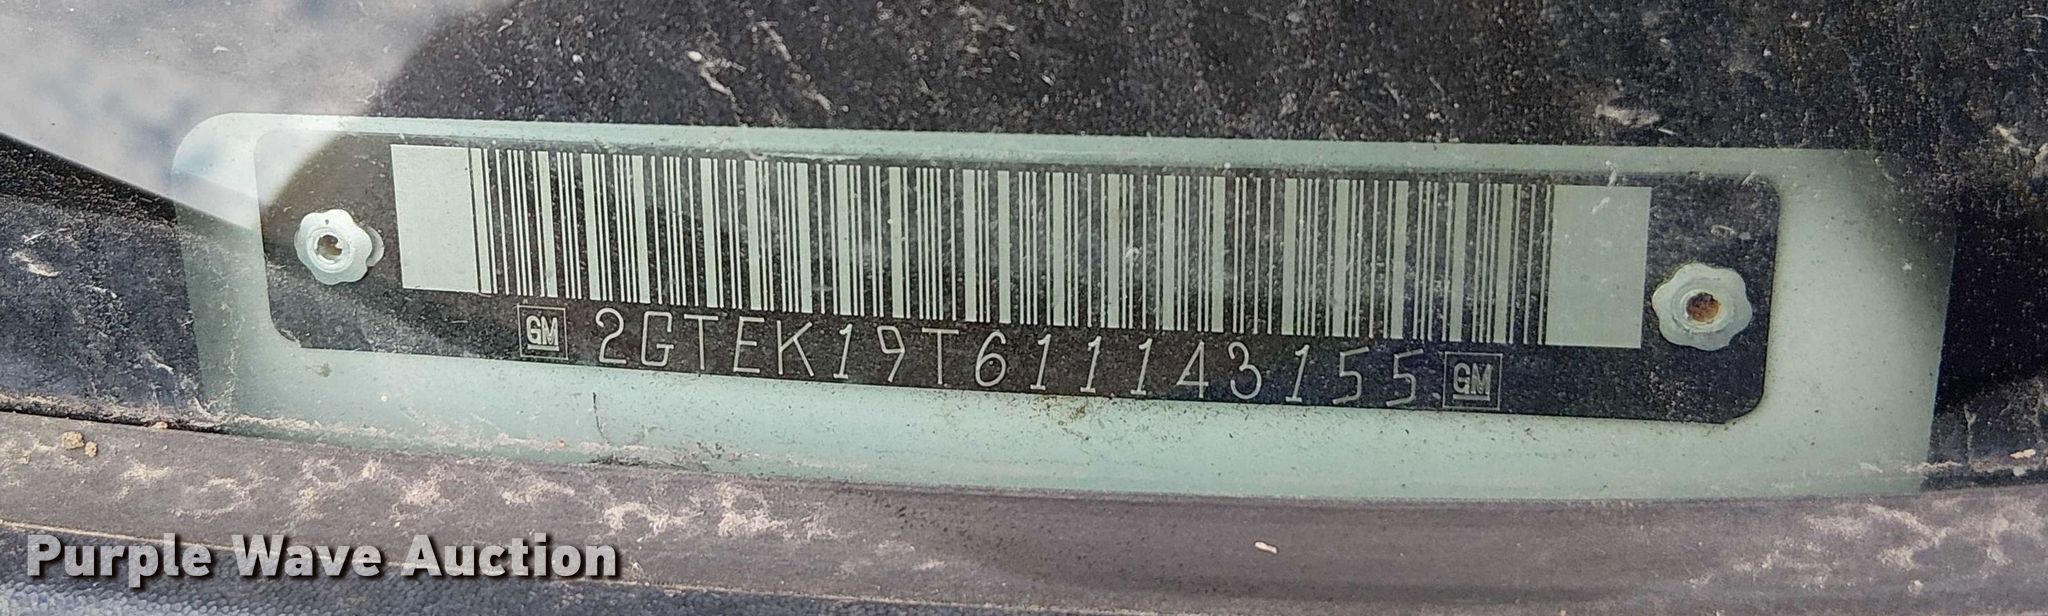 GM 2GTEK19T611143155 GM
Purple Wave Auction